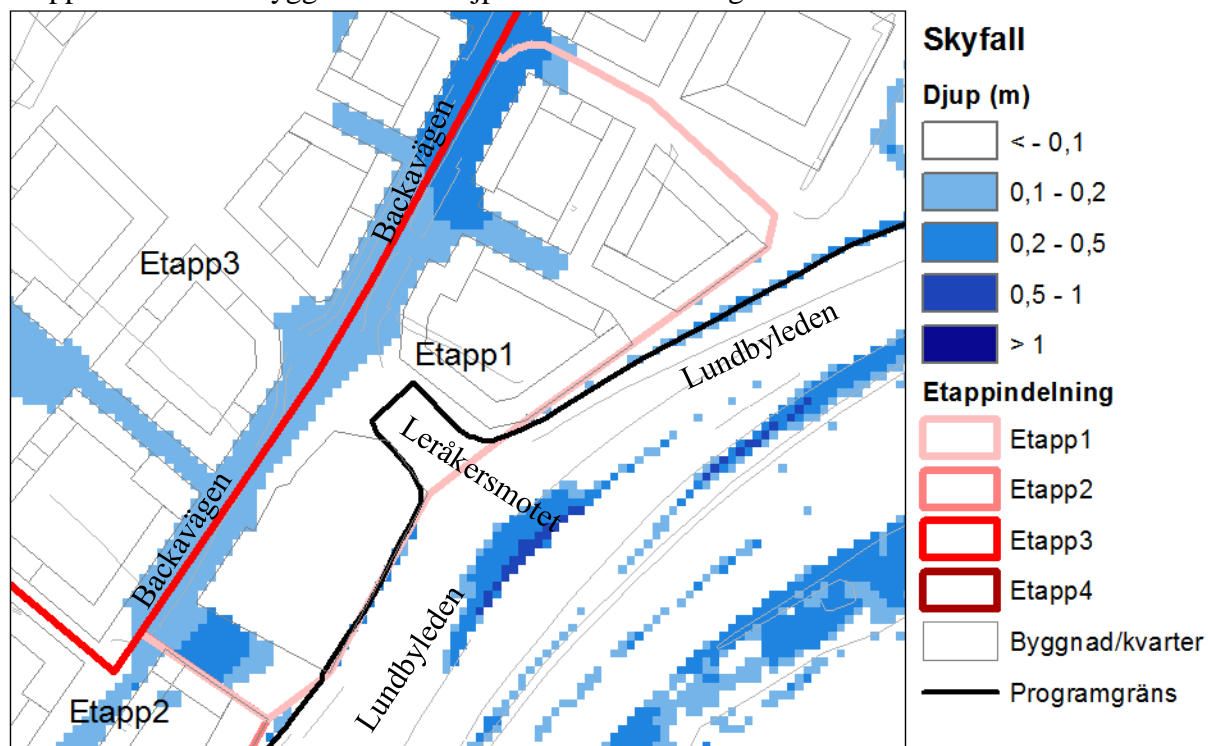 Skyfall
Djup (m)
< - 0,1
0,1 - 0,2
0,2 - 0,5
0,5 - 1
> 1
Etappindelning
Etapp1
Etapp2
Etapp3
Etapp4
Byggnad/kvarter
Programgräns
Backavägen
Etapp3
Etapp1
Lundbyleden
Leråkersmotet
Backavägen
Lundbyleden
Etapp2